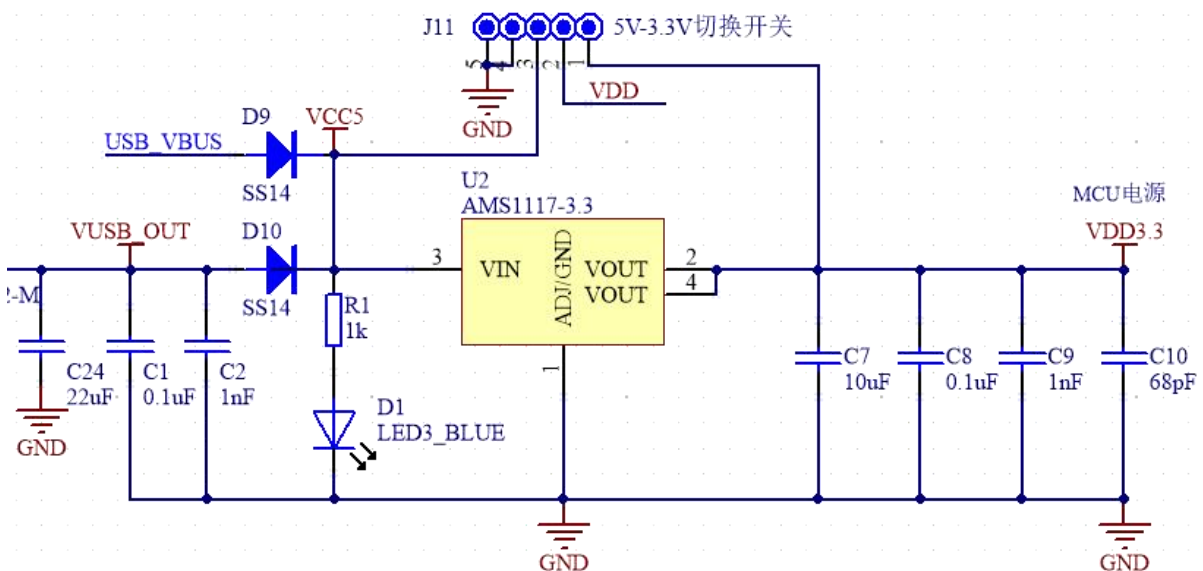 J11
5V-3.3V切换开关
5
4
3
2
1
VDD
GND
D9
VCC5
USB_VBUS
SS14
U2
AMS1117-3.3
MCU电源
VUSB_OUT
D10
VDD3.3
3
VIN
ADJ/GND
VOUT
2
VOUT
4
2-M
SS14
R1
1k
1
C24
22uF
C1
0.1uF
C2
1nF
C7
10uF
C8
0.1uF
C9
1nF
C10
68pF
D1
LED3_BLUE
GND
GND
GND